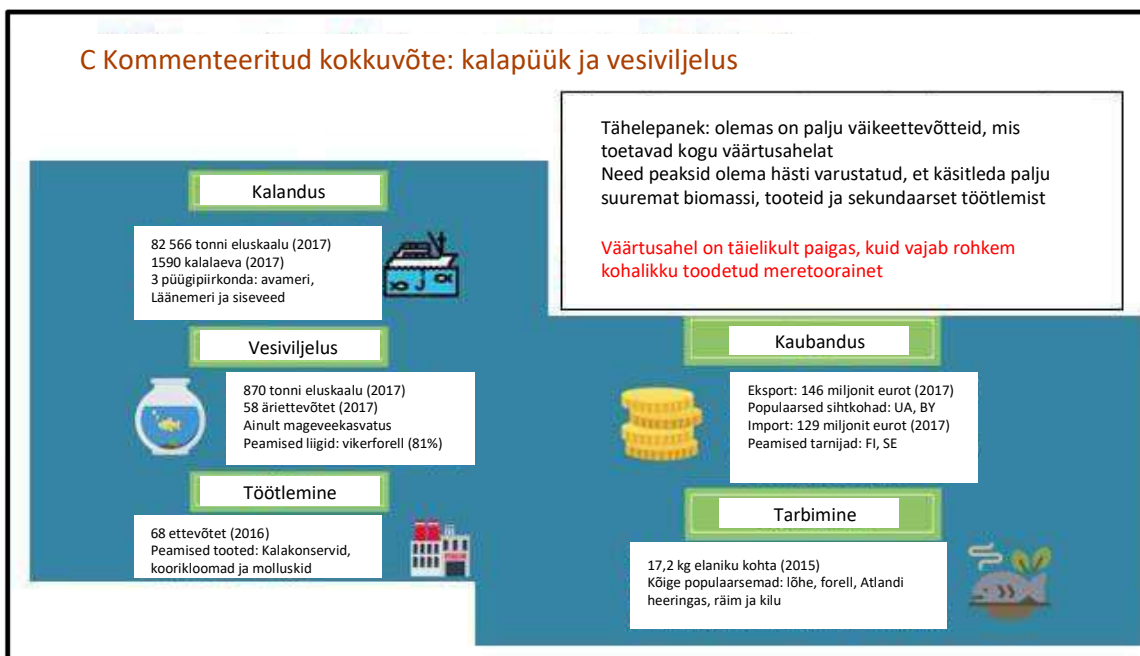 C Kommenteeritud kokkuvõte: kalapüük ja vesiviljelus
Tähelepanek: olemas on palju väikeettevõtteid, mis
toetavad kogu väärtusahelat
Need peaksid olema hästi varustatud, et käsitleda palju
suuremat biomassi, tooteid ja sekundaarset töötlemist
Väärtusahel on täielikult paigas, kuid vajab rohkem
kohalikku toodetud meretoorainet
Kalandus
82 566 tonni eluskaalu (2017)
1590 kalalaeva (2017)
3 püügipiirkonda: avameri,
Läänemeri ja siseveed
Vesiviljelus
870 tonni eluskaalu (2017)
58 äriettevõtet (2017)
Ainult mageveekasvatus
Peamised liigid: vikerforell (81%)
Töötlemine
68 ettevõtet (2016)
Peamised tooted: Kalakonservid,
koorikloomad ja molluskid
Kaubandus
Eksport: 146 miljonit eurot (2017)
Populaarsed sihtkohad: UA, BY
Import: 129 miljonit eurot (2017)
Peamised tarnijad: FI, SE
Tarbimine
17,2 kg elaniku kohta (2015)
Kõige populaarsemad: lõhe, forell, Atlandi
heeringas, räim ja kilu